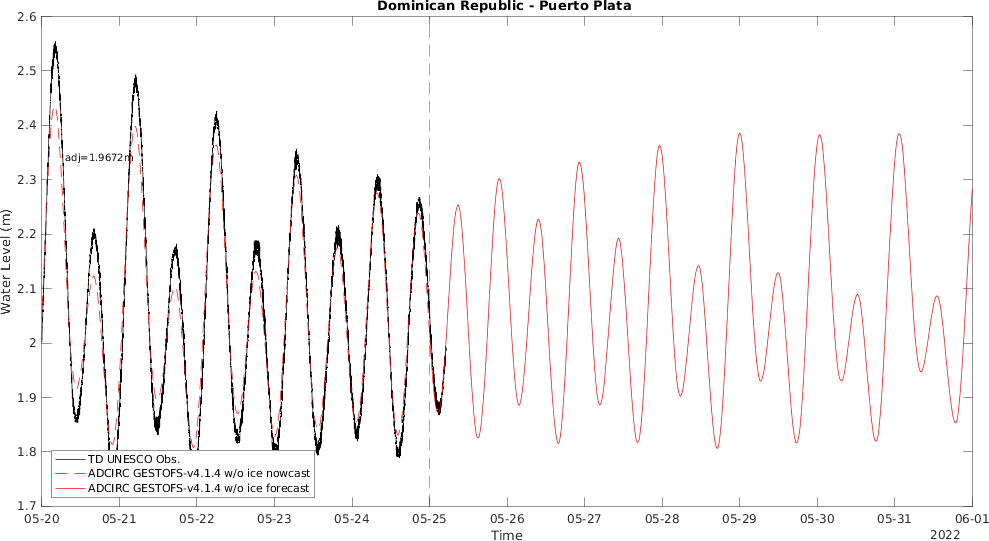 Dominican Republic - Puerto Plata
Water Level (m)
2.6
2.5
2.4
2.3
2.2
2.1
2
1.9
1.8
1.7
adj=1.9672m
TD UNESCO Obs.
ADCIRC GESTOFS-v4.1.4 w/o ice nowcast
ADCIRC GESTOFS-v4.1.4 w/o ice forecast
05-20 05-21 05-22 05-23 05-24 05-25 05-26 05-27 05-28 05-29 05-30 05-31 06-01
Time
2022